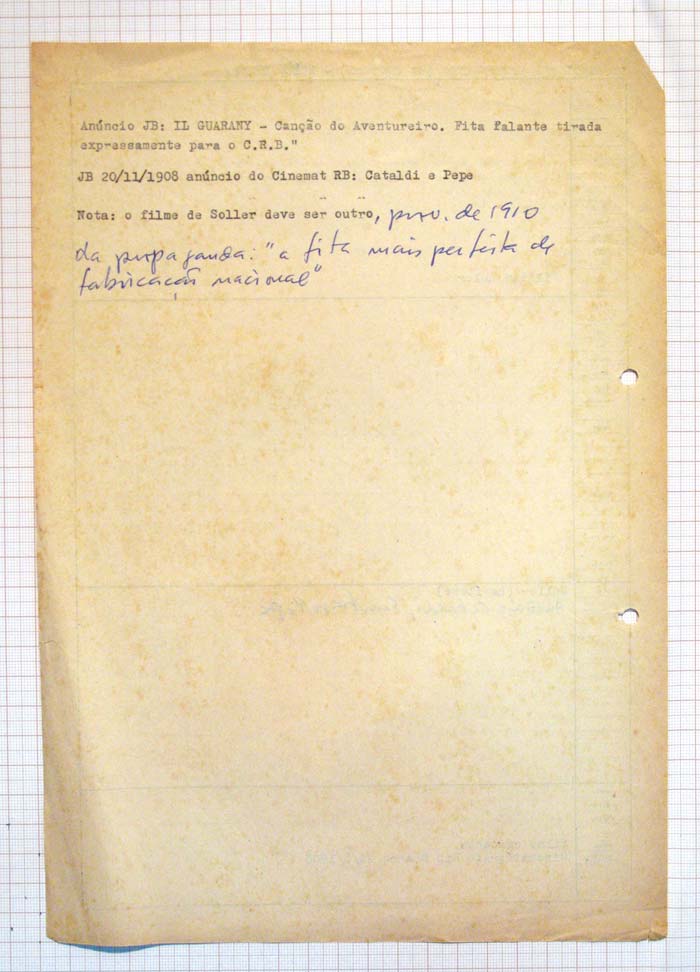 Anúncio JB: IL GUARANY - Canção do Aventureiro. Fita falante tirada
expressamente para o C.R.B."
JB 20/11/1908 anúncio do Cinemat RB: Cataldi e Pepe
Nota: o filme de Soller deve ser outro, prov. de 1910
da propaganda: "a fita mais perfeita de
fabricação nacional"